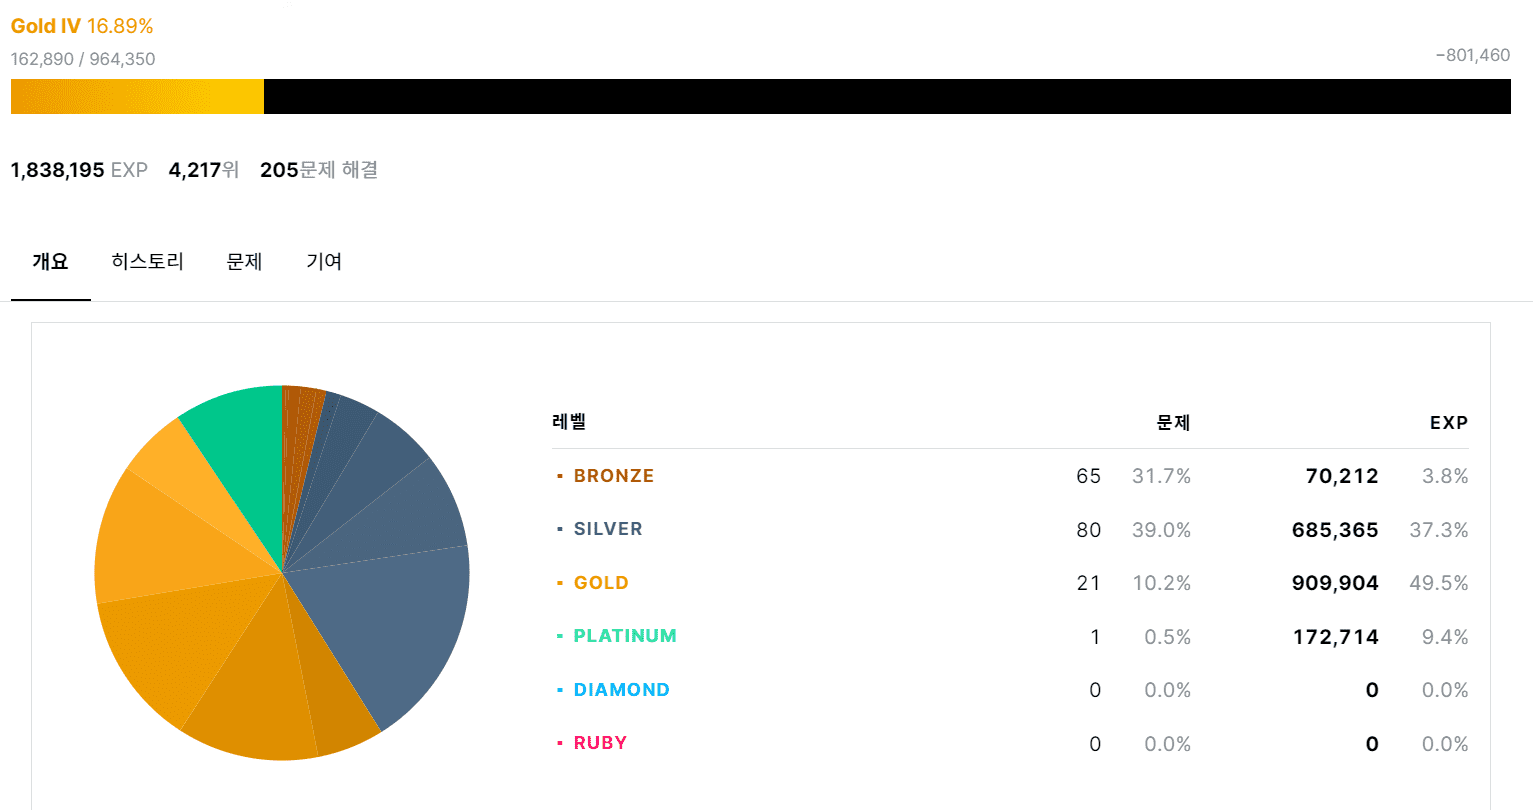 Gold IV 16.89%
162,890 / 964,350
−801,460
1,838,195 EXP 4,217위 205문제 해결
개요 히스토리 문제 기여
레벨 문제 EXP
BRONZE 65 31.7% 70,212 3.8%
SILVER 80 39.0% 685,365 37.3%
GOLD 21 10.2% 909,904 49.5%
PLATINUM 1 0.5% 172,714 9.4%
DIAMOND 0 0.0% 0 0.0%
RUBY 0 0.0% 0 0.0%